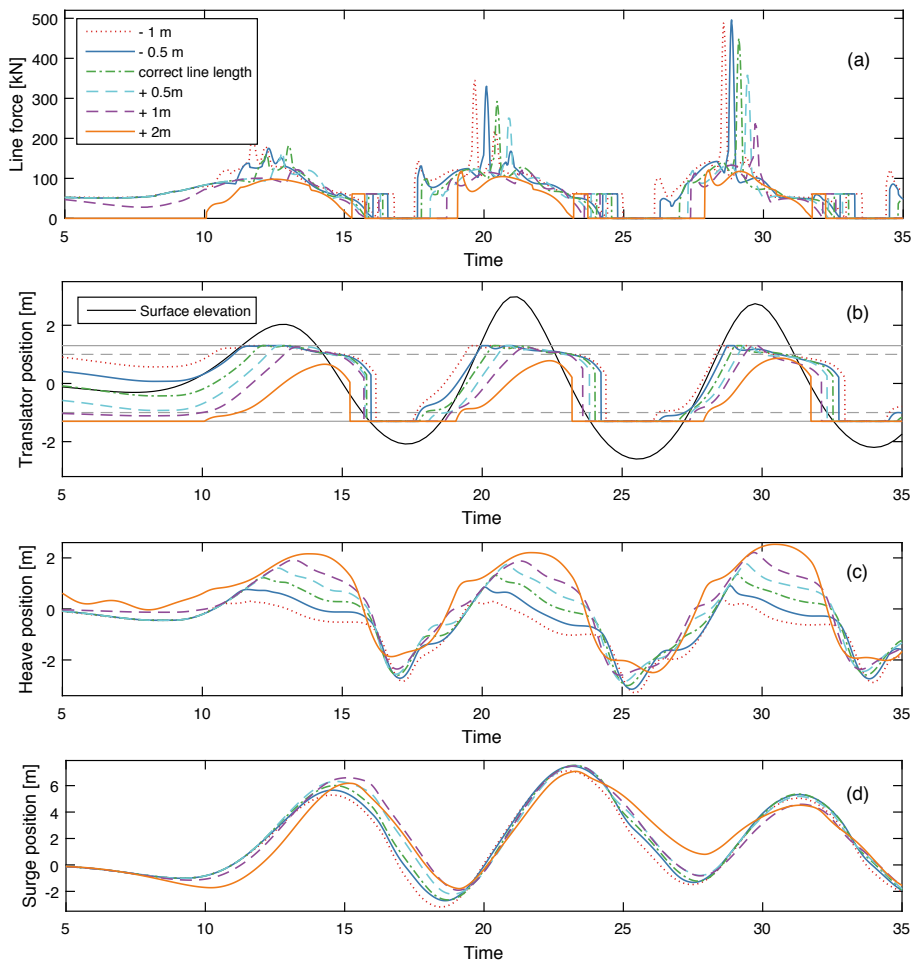 500
400
300
200
100
0
Line force [kN]
- 1 m
- 0.5 m
correct line length
+ 0.5m
+ 1m
+ 2m
(a)
5 10 15 20 25 30 35
Time
2
0
-2
Translator position [m]
Surface elevation
(b)
5 10 15 20 25 30 35
Time
2
0
-2
Heave position [m]
(c)
5 10 15 20 25 30 35
Time
6
4
2
0
-2
Surge position [m]
(d)
5 10 15 20 25 30 35
Time